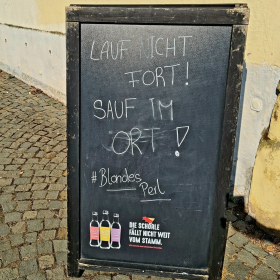 LAUF NICHT
FORT!
SAUF IM
ORT!
#Blondes
Perl
DIE SCHORLE
FÄLLT NICHT WEIT
VOM STAMM.